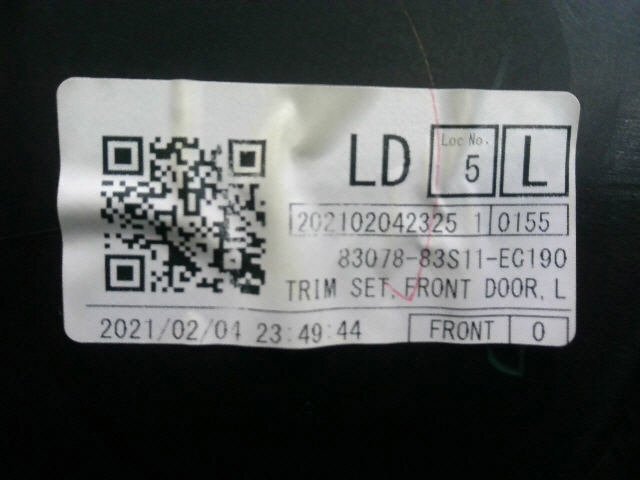 LD Loc No. 5 L
202102042325 1 0155
83078-83S11-EC190
TRIM SET, FRONT DOOR, L
2021/02/04 23:49:44 FRONT 0